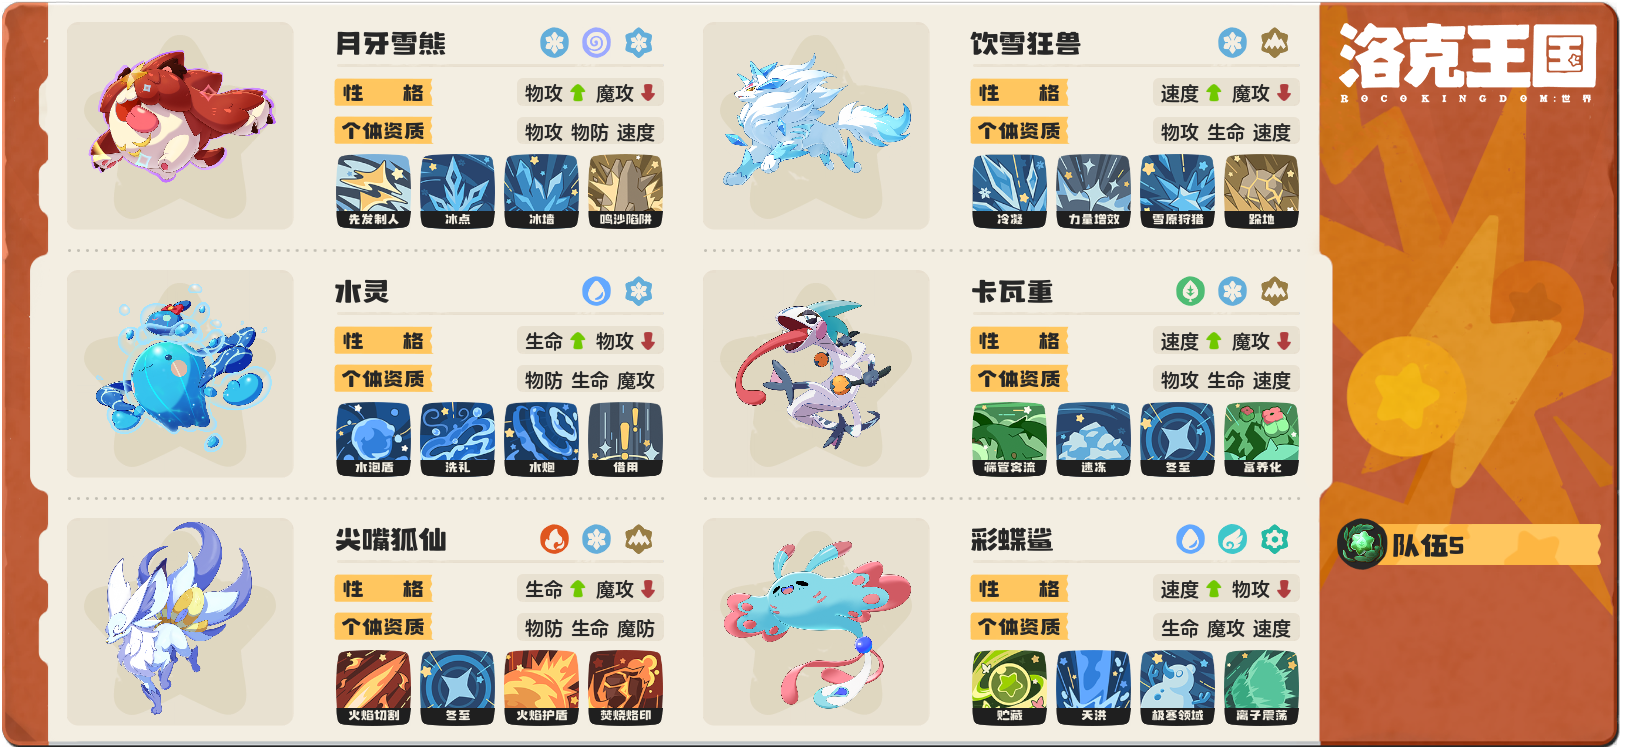 月牙雪熊
性 格
物攻 魔攻
个体资质
物攻 物防 速度
先发制人 冰点 冰墙 鸣沙陷阱
饮雪狂兽
性 格
速度 魔攻
个体资质
物攻 生命 速度
冷凝 力量增效 雪原狩猎 跺地
水灵
性 格
生命 物攻
个体资质
物防 生命 魔攻
水泡盾 洗礼 水炮 借用
卡瓦重
性 格
速度 魔攻
个体资质
物攻 生命 速度
筛管奔流 速冻 冬至 富养化
尖嘴狐仙
性 格
生命 魔攻
个体资质
物防 生命 魔防
火焰切割 冬至 火焰护盾 焚烧烙印
彩蝶鲨
性 格
速度 物攻
个体资质
生命 魔攻 速度
贮藏 天洪 极寒领域 离子震荡
洛克王国
ROCOKINGDOM:世界
队伍5